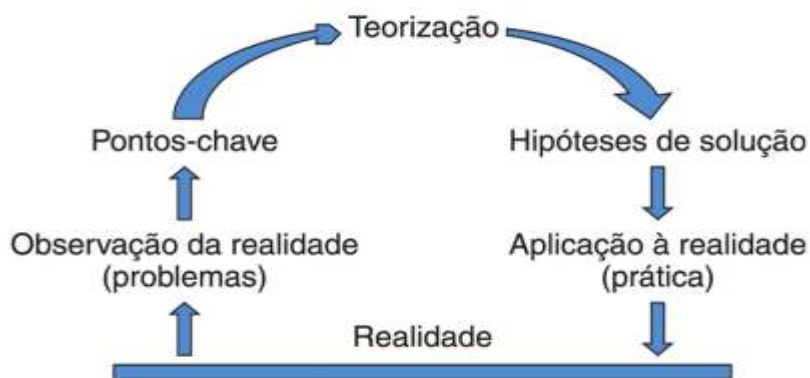 Teorização
Pontos-chave
Hipóteses de solução
Observação da realidade
(problemas)
Aplicação à realidade
(prática)
Realidade